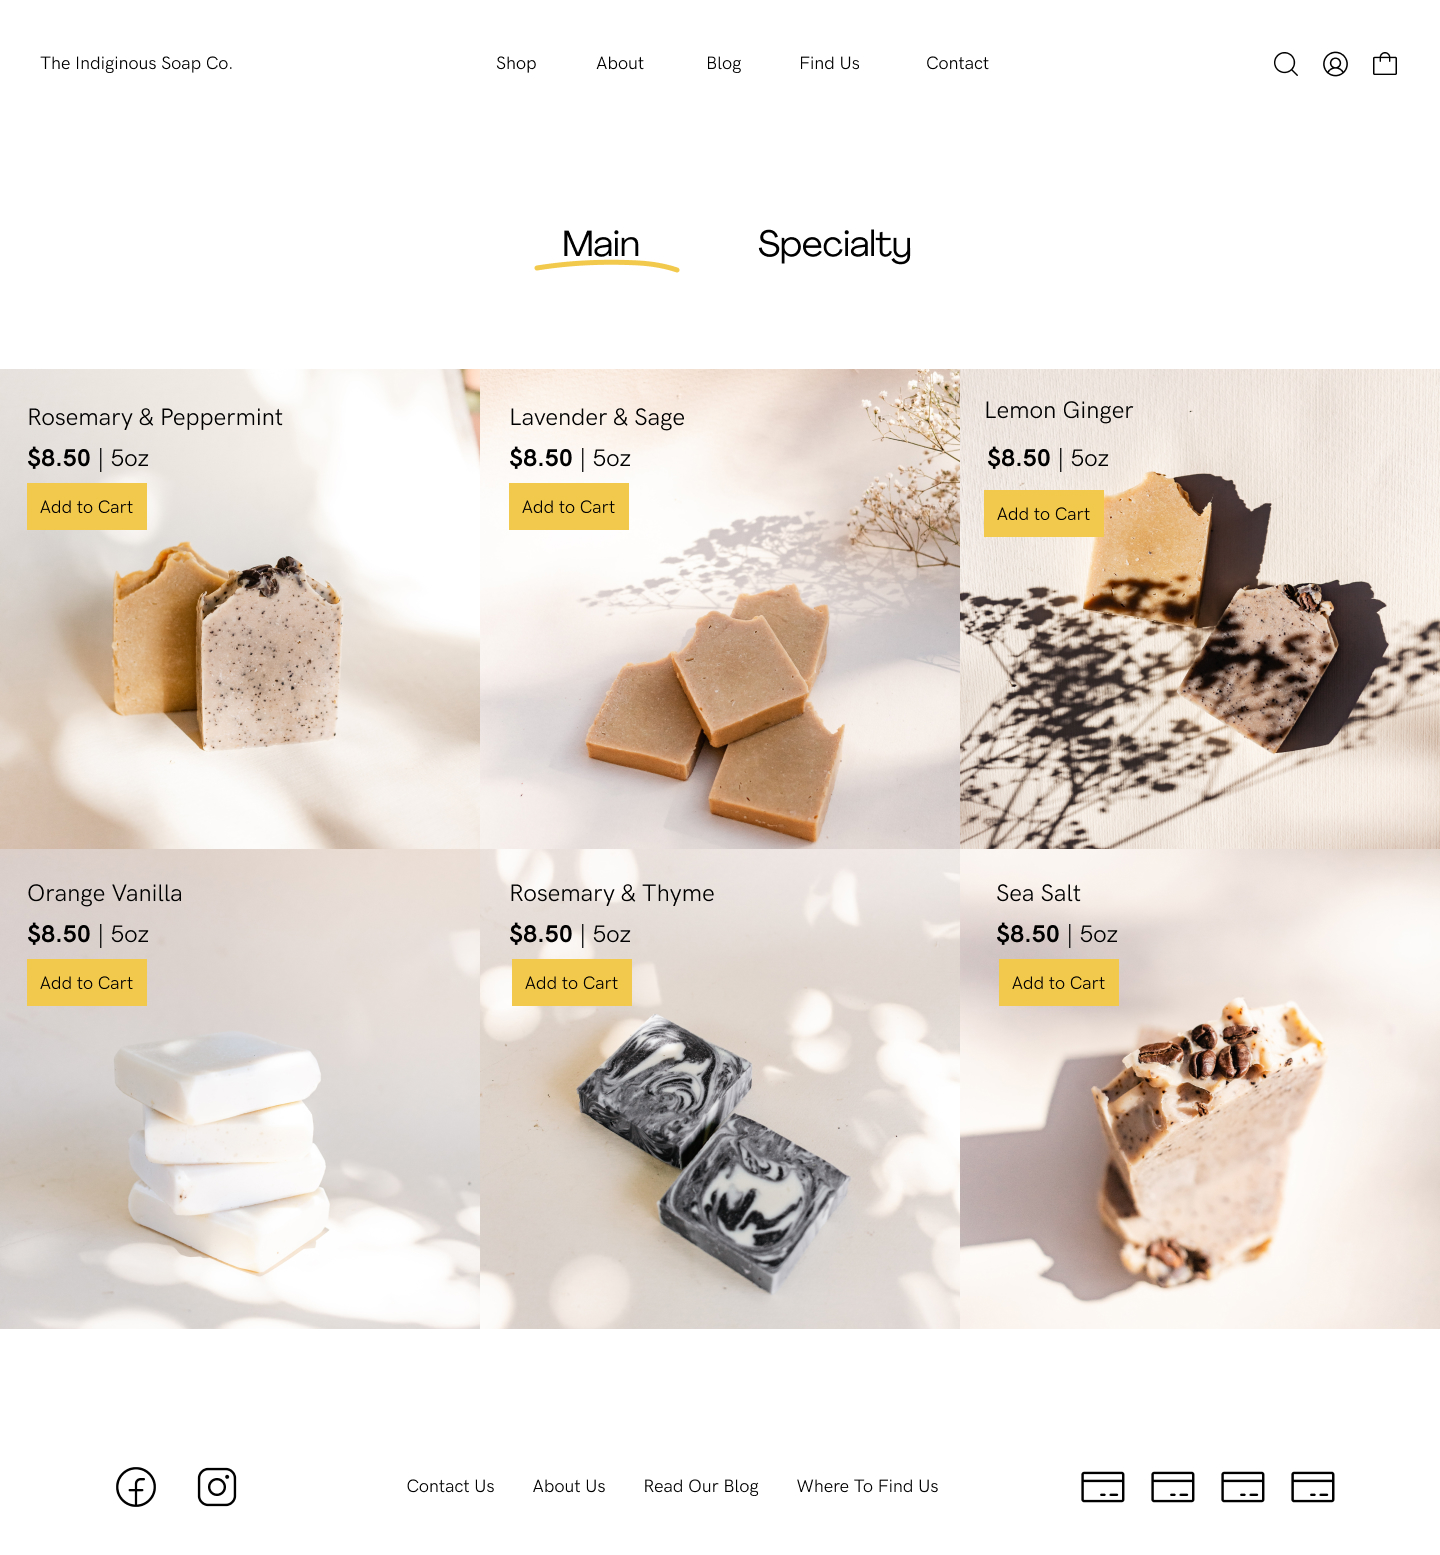 The Indiginous Soap Co.
Shop About Blog Find Us Contact
Main Specialty
Rosemary & Peppermint
$8.50 | 5oz
Add to Cart
Lavender & Sage
$8.50 | 5oz
Add to Cart
Lemon Ginger
$8.50 | 5oz
Add to Cart
Orange Vanilla
$8.50 | 5oz
Add to Cart
Rosemary & Thyme
$8.50 | 5oz
Add to Cart
Sea Salt
$8.50 | 5oz
Add to Cart
Contact Us About Us Read Our Blog Where To Find Us